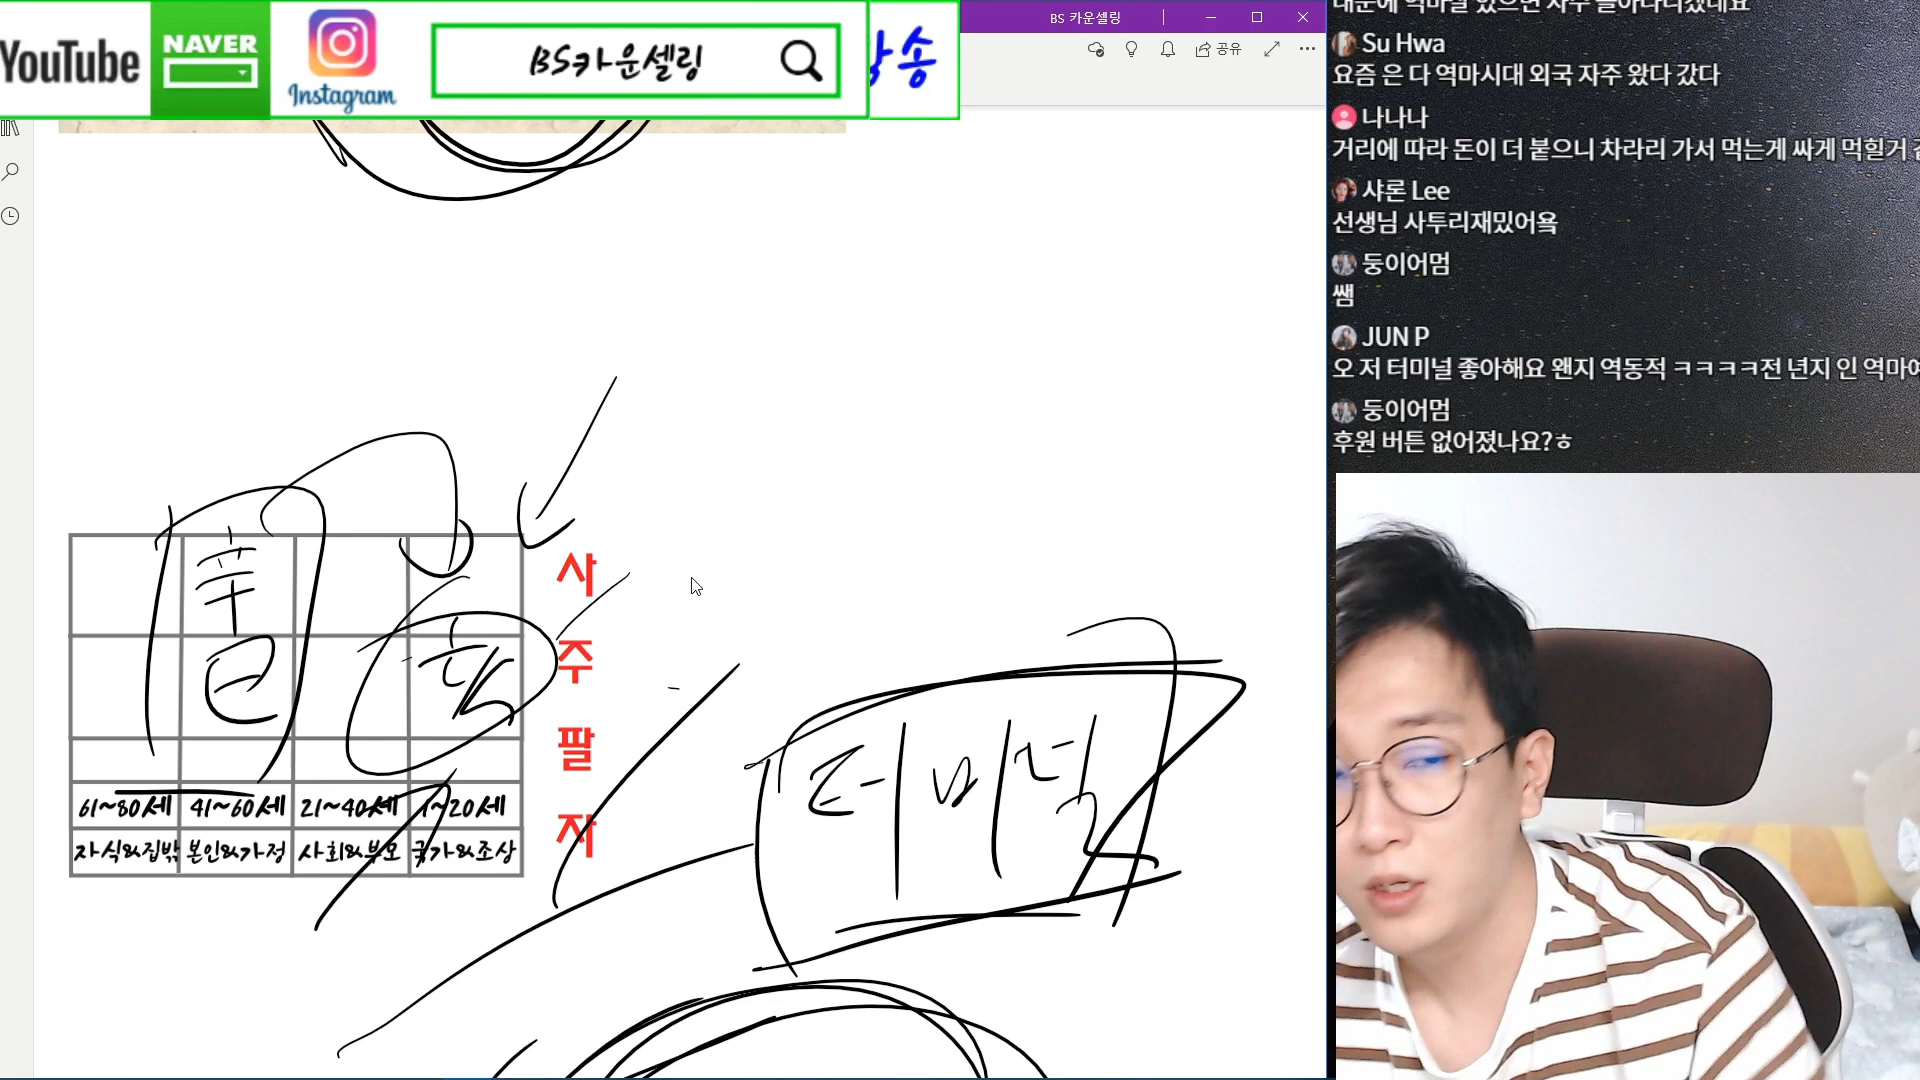 YouTube
NAVER
Instagram
BS카운셀링
송
BS 카운셀링
공유
Su Hwa
요즘 은 다 역마시대 외국 자주 왔다 갔다
나나나
거리에 따라 돈이 더 붙으니 차라리 가서 먹는게 싸게 먹힐거
샤론 Lee
선생님 사투리재밌어욬
둥이어멈
쌤
JUN P
오 저 터미널 좋아해요 왠지 역동적 ㅋㅋㅋㅋ전 년지 인 역마
둥이어멈
후원 버튼 없어졌나요?ㅎ
辛
巳
亥
사
주
팔
자
터미널
61~80세 41~60세 21~40세 1~20세
자식&집밖 본인&가정 사회&부모 국가&조상